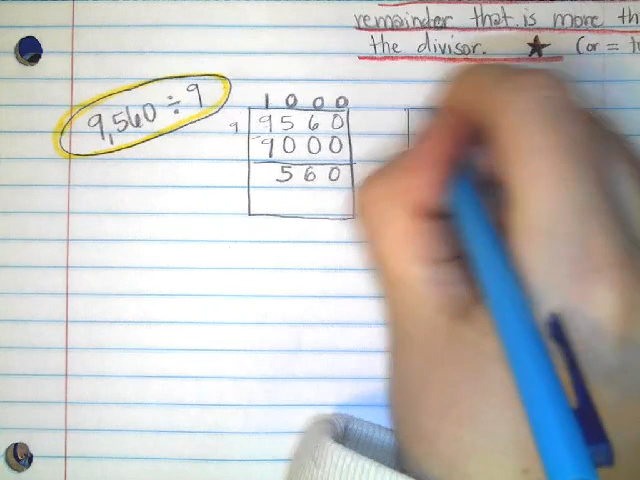 remainder that is more
the divisor. ★ (or =
9,560 ÷ 9
1 0 0 0
9 9 5 6 0
- 9 0 0 0
5 6 0